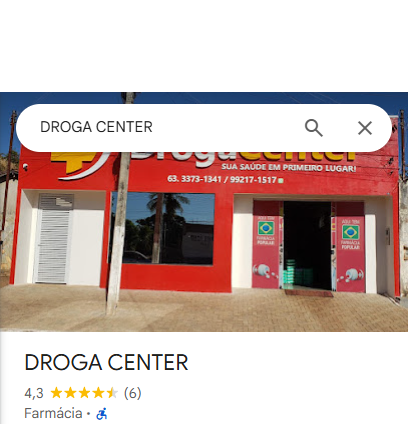 DROGA CENTER
DrogaCenter
SUA SAÚDE EM PRIMEIRO LUGAR!
63. 3373-1341 / 99217-1517
AQUI TEM
FARMÁCIA
POPULAR
AQUI TEM
FARMÁCIA
POPULAR
DROGA CENTER
4,3 (6)
Farmácia •